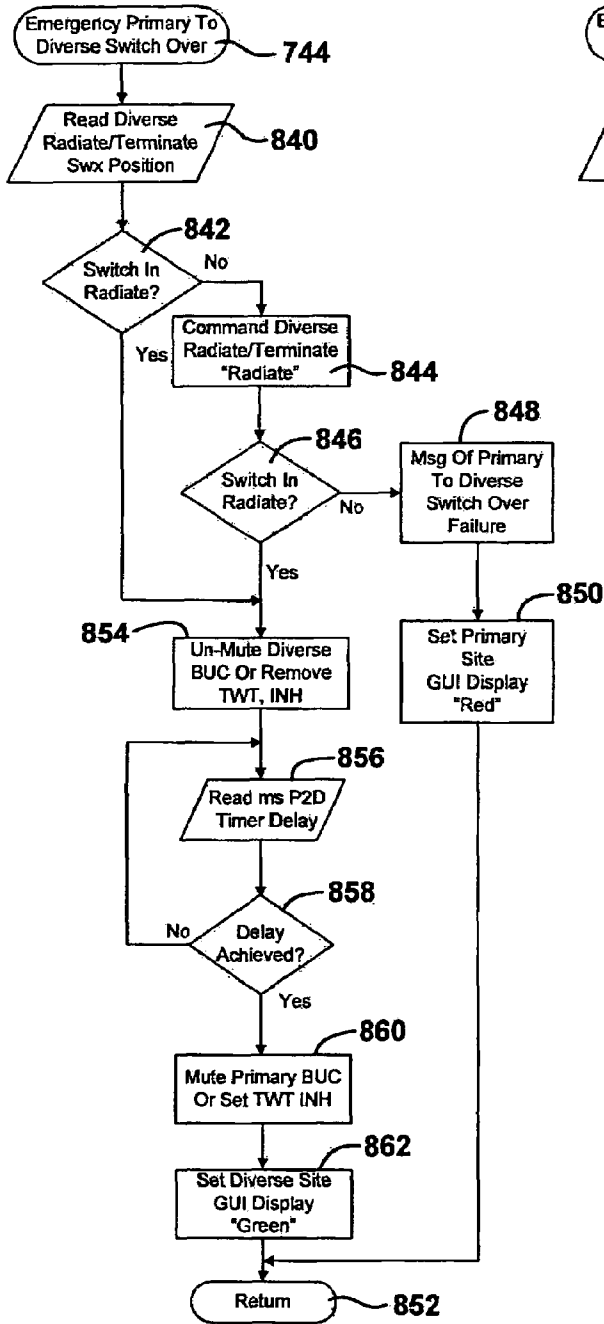 Emergency Primary To
Diverse Switch Over
744
E
Read Diverse
Radiate/Terminate
Swx Position
840
842
Switch In
Radiate?
No
Yes
Command Diverse
Radiate/Terminate
"Radiate"
844
846
Switch In
Radiate?
No
Yes
848
Msg Of Primary
To Diverse
Switch Over
Failure
850
Set Primary
Site
GUI Display
"Red"
854
Un-Mute Diverse
BUC Or Remove
TWT, INH
856
Read ms P2D
Timer Delay
858
Delay
Achieved?
No
Yes
860
Mute Primary BUC
Or Set TWT INH
862
Set Diverse Site
GUI Display
"Green"
Return
852